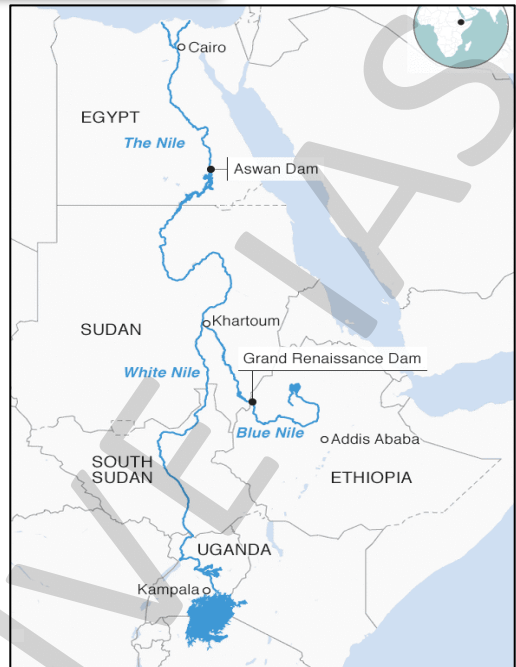 Cairo
EGYPT
The Nile
Aswan Dam
SUDAN
Khartoum
Grand Renaissance Dam
White Nile
Blue Nile
Addis Ababa
SOUTH
SUDAN
ETHIOPIA
UGANDA
Kampala